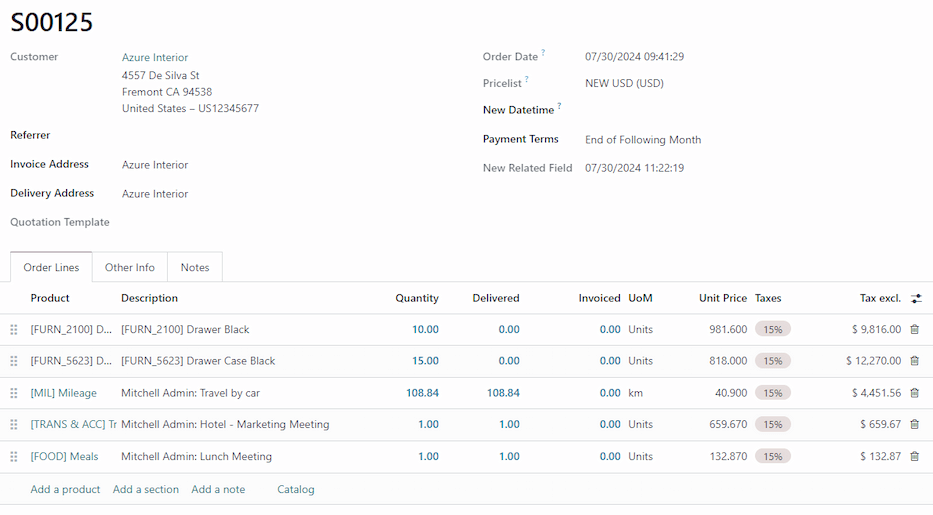 S00125
Customer Azure Interior
4557 De Silva St
Fremont CA 94538
United States – US12345677
Referrer
Invoice Address Azure Interior
Delivery Address Azure Interior
Quotation Template
Order Date ? 07/30/2024 09:41:29
Pricelist ? NEW USD (USD)
New Datetime ?
Payment Terms End of Following Month
New Related Field 07/30/2024 11:22:19
Order Lines Other Info Notes
Product Description Quantity Delivered Invoiced UoM Unit Price Taxes Tax excl.
[FURN_2100] D... [FURN_2100] Drawer Black 10.00 0.00 0.00 Units 981.600 15% $ 9,816.00
[FURN_5623] D... [FURN_5623] Drawer Case Black 15.00 0.00 0.00 Units 818.000 15% $ 12,270.00
[MIL] Mileage Mitchell Admin: Travel by car 108.84 108.84 0.00 km 40.900 15% $ 4,451.56
[TRANS & ACC] Tr Mitchell Admin: Hotel - Marketing Meeting 1.00 1.00 0.00 Units 659.670 15% $ 659.67
[FOOD] Meals Mitchell Admin: Lunch Meeting 1.00 1.00 0.00 Units 132.870 15% $ 132.87
Add a product Add a section Add a note Catalog